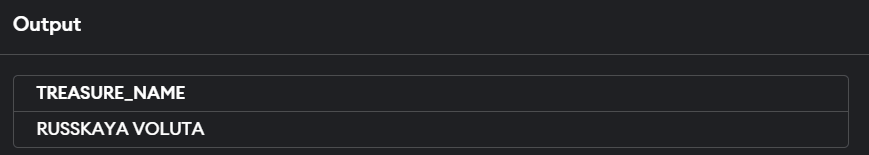 Output
TREASURE_NAME
RUSSKAYA VOLUTA